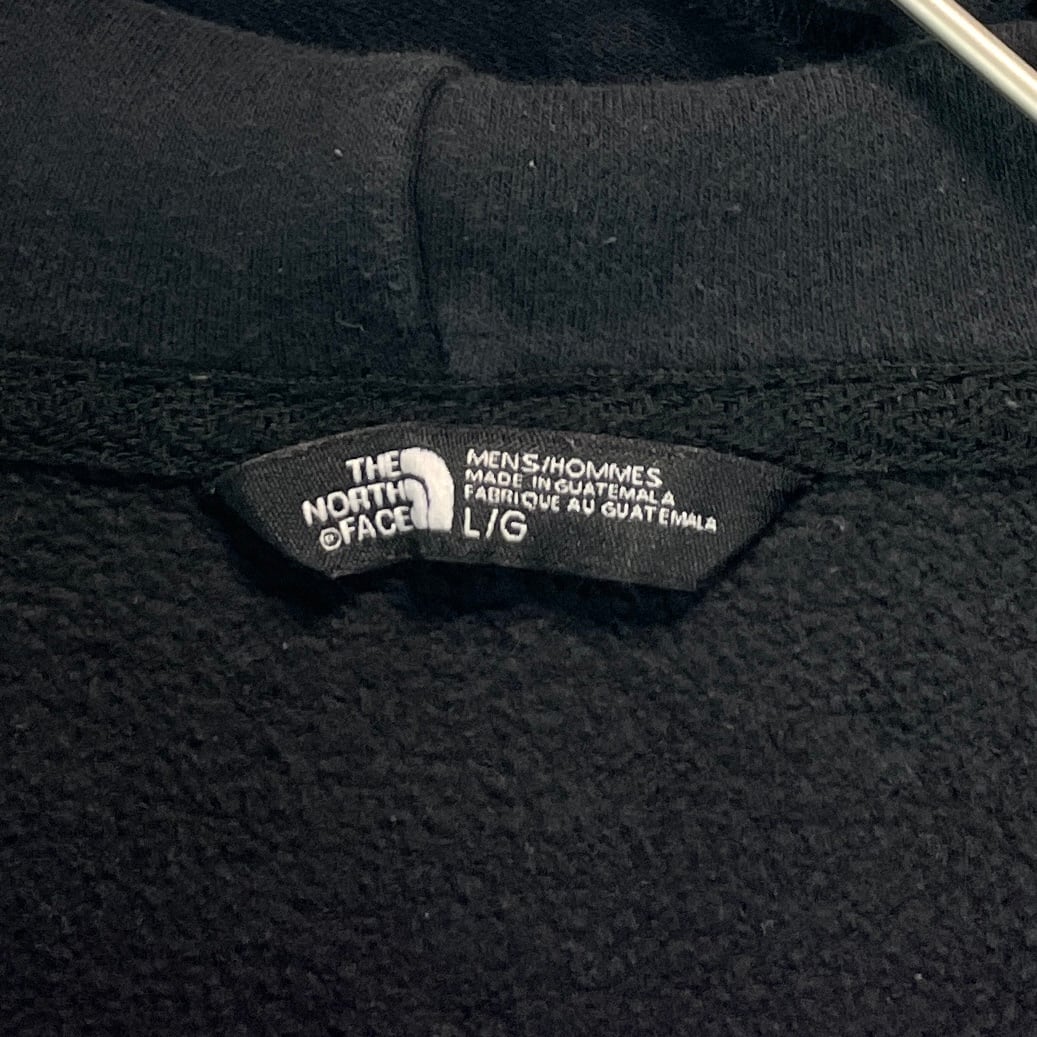 THE
NORTH
FACE
MENS/HOMMES
MADE IN GUATEMALA
FABRIQUE AU GUATEMALA
L/G